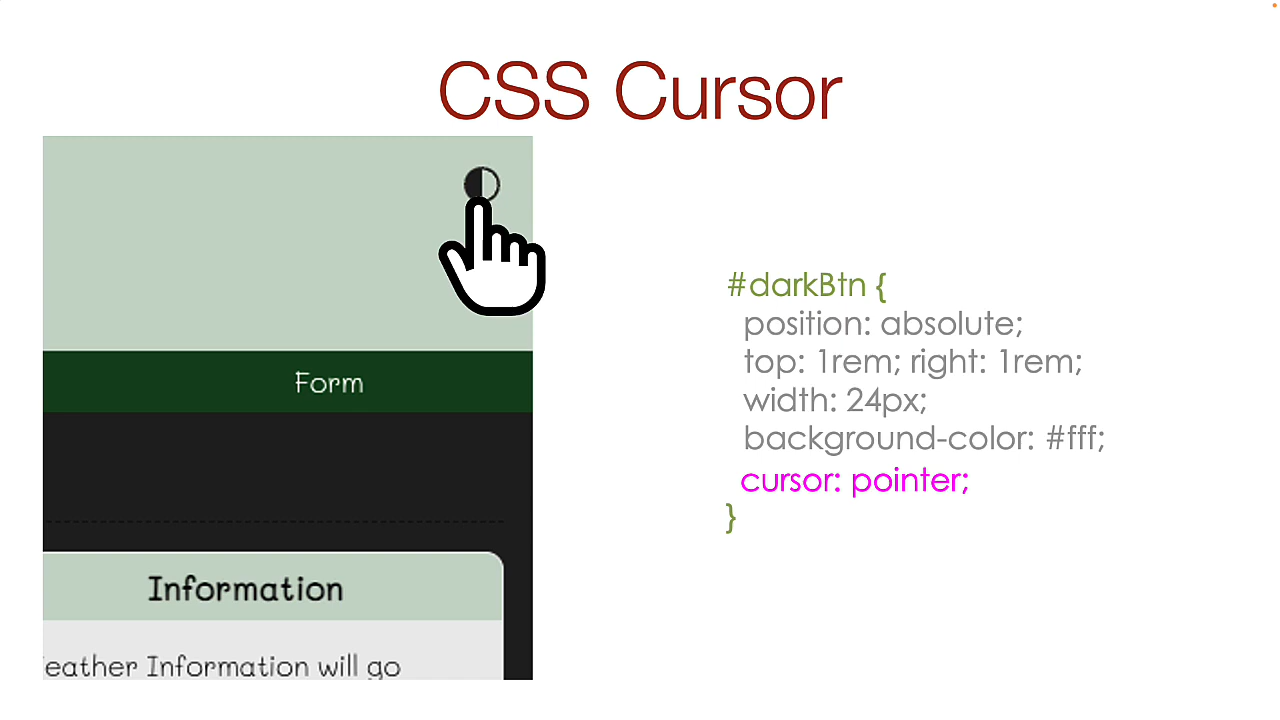 CSS Cursor
Form
Information
eather Information will go
#darkBtn {
position: absolute;
top: 1rem; right: 1rem;
width: 24px;
background-color: #fff;
cursor: pointer;
}